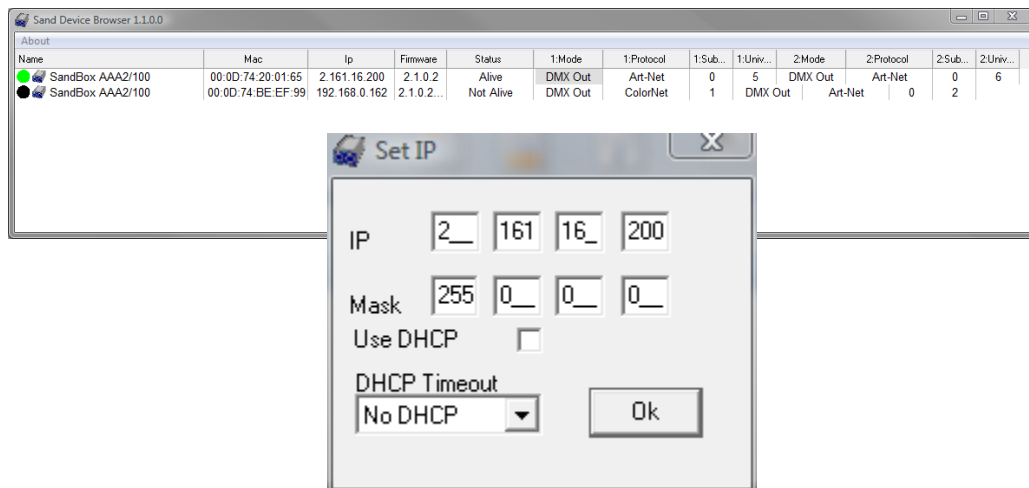 Sand Device Browser 1.1.0.0
About
Name Mac Ip Firmware Status 1:Mode 1:Protocol 1:Sub... 1:Univ... 2:Mode 2:Protocol 2:Sub... 2:Univ...
SandBox AAA2/100 00:0D:74:20:01:65 2.161.16.200 2.1.0.2 Alive DMX Out Art-Net 0 5 DMX Out Art-Net 0 6
SandBox AAA2/100 00:0D:74:BE:EF:99 192.168.0.162 2.1.0.2... Not Alive DMX Out ColorNet 1 DMX Out Art-Net 0 2
Set IP
IP 2__ 161 16_ 200
Mask 255 0__ 0__ 0__
Use DHCP
DHCP Timeout
No DHCP Ok